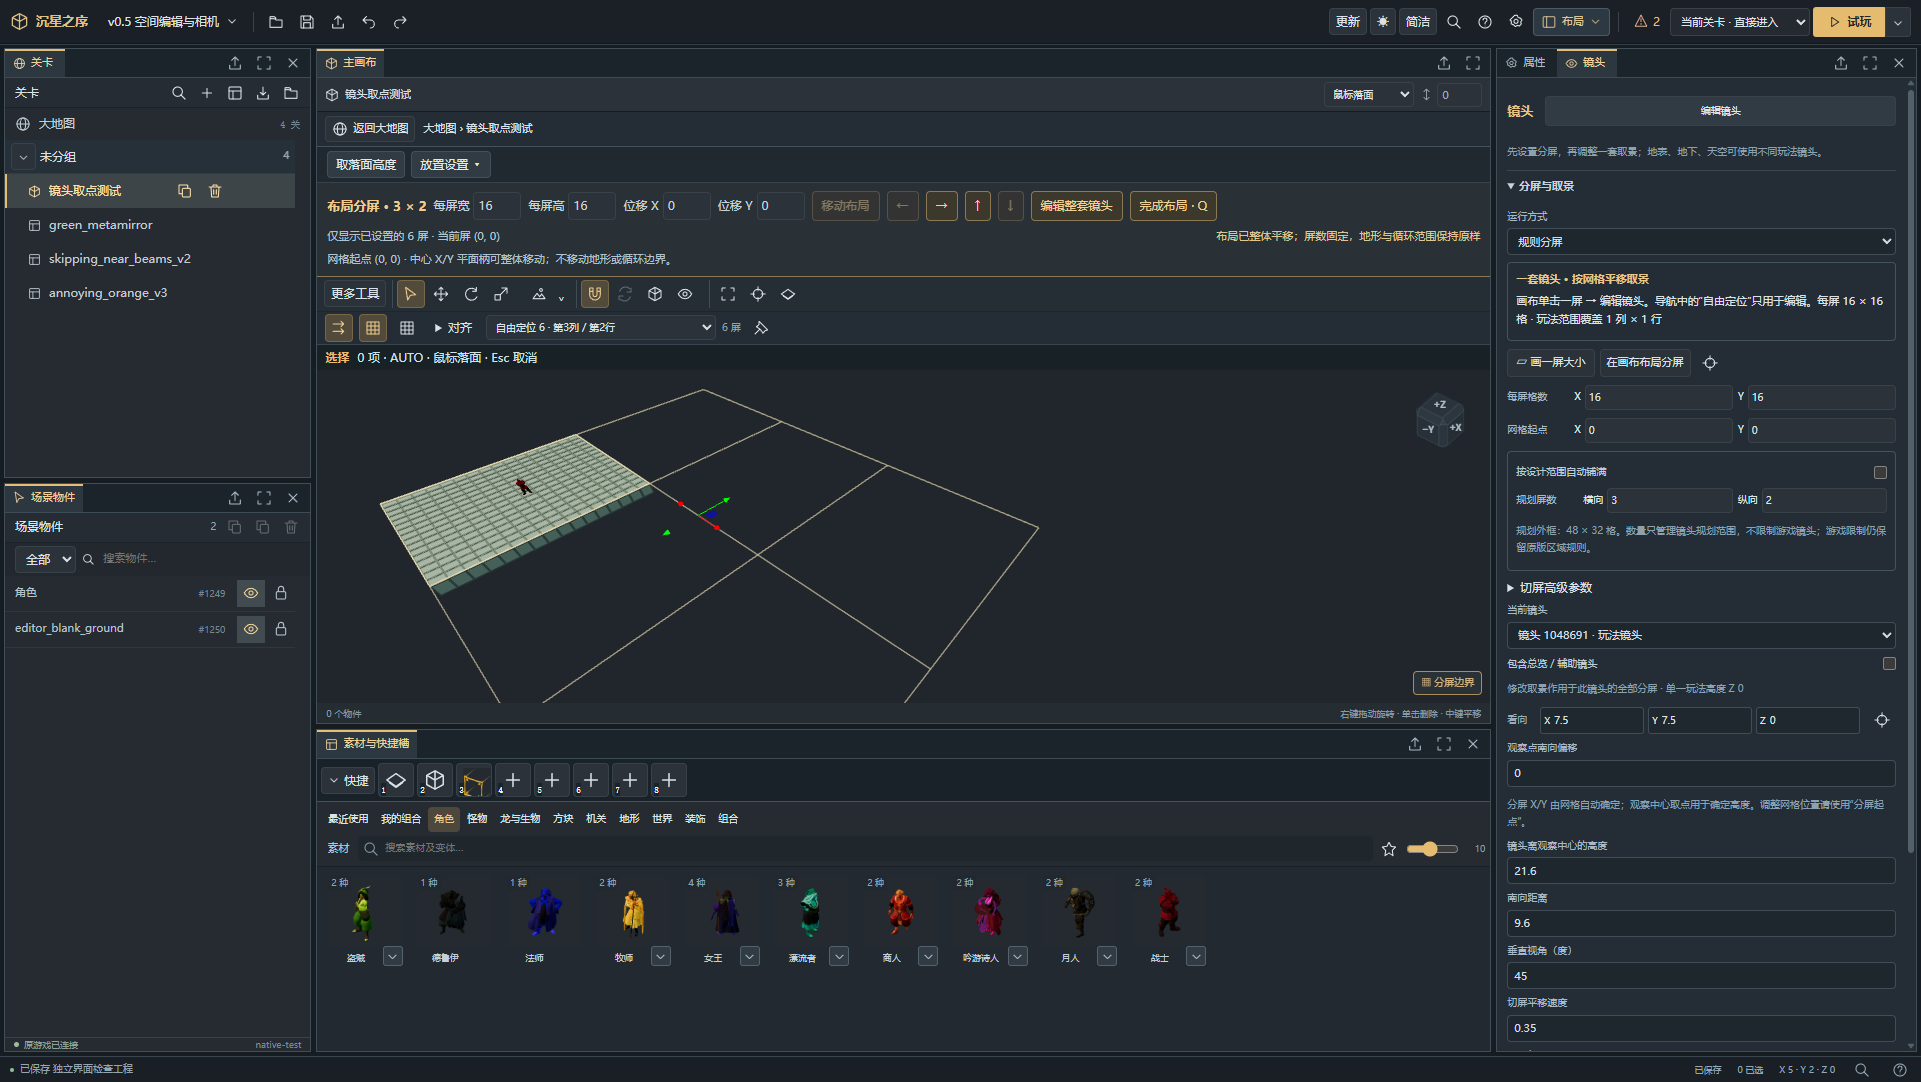 沉星之序 v0.5 空间编辑与相机
更新 简洁 布局 2 当前关卡 · 直接进入 试玩
关卡
关卡
大地图 4 关
未分组 4
镜头取点测试
green_metamirror
skipping_near_beams_v2
annoying_orange_v3
场景物件
场景物件 2
全部 搜索物件...
角色 #1249
editor_blank_ground #1250
原游戏已连接 native-test
主画布
镜头取点测试 鼠标落面 0
返回大地图 大地图 › 镜头取点测试
取落面高度 放置设置
布局分屏 • 3 × 2 每屏宽 16 每屏高 16 位移 X 0 位移 Y 0 移动布局 ← → ↑ ↓ 编辑整套镜头 完成布局 · Q
仅显示已设置的 6 屏 · 当前屏 (0, 0) 布局已整体平移；屏数固定，地形与循环范围保持原样
网格起点 (0, 0) · 中心 X/Y 平面柄可整体移动；不移动地形或循环边界。
更多工具
对齐 自由定位 6 · 第3列 / 第2行 6 屏
选择 0 项 · AUTO · 鼠标落面 · Esc 取消
+Z
−Y +X
分屏边界
0 个物件 右键拖动旋转 · 单击删除 · 中键平移
素材与快捷槽
快捷 1 2 3 4 5 6 7 8
最近使用 我的组合 角色 怪物 龙与生物 方块 机关 地形 世界 装饰 组合
素材 搜索素材及变体... 10
2 种 1 种 1 种 2 种 4 种 3 种 2 种 2 种 2 种 2 种
盗贼 德鲁伊 法师 牧师 女王 漂流者 商人 吟游诗人 月人 战士
属性 镜头
镜头 编辑镜头
先设置分屏，再调整一套取景；地表、地下、天空可使用不同玩法镜头。
分屏与取景
运行方式
规则分屏
一套镜头 • 按网格平移取景
画布单击一屏 → 编辑镜头。导航中的“自由定位”只用于编辑。每屏 16 × 16
格 · 玩法范围覆盖 1 列 × 1 行
画一屏大小 在画布布局分屏
每屏格数 X 16 Y 16
网格起点 X 0 Y 0
按设计范围自动铺满
规划屏数 横向 3 纵向 2
规划外框：48 × 32 格。数量只管理镜头规划范围，不限制游戏镜头；游戏限制仍保
留原版区域规则。
切屏高级参数
当前镜头
镜头 1048691 · 玩法镜头
包含总览 / 辅助镜头
修改取景作用于此镜头的全部分屏 · 单一玩法高度 Z 0
看向 X 7.5 Y 7.5 Z 0
观察点南向偏移
0
分屏 X/Y 由网格自动确定；观察中心取点用于确定高度。调整网格位置请使用“分屏起
点”。
镜头离观察中心的高度
21.6
南向距离
9.6
垂直视角（度）
45
切屏平移速度
0.35
已保存 独立界面检查工程 已保存 0 已选 X 5 · Y 2 · Z 0